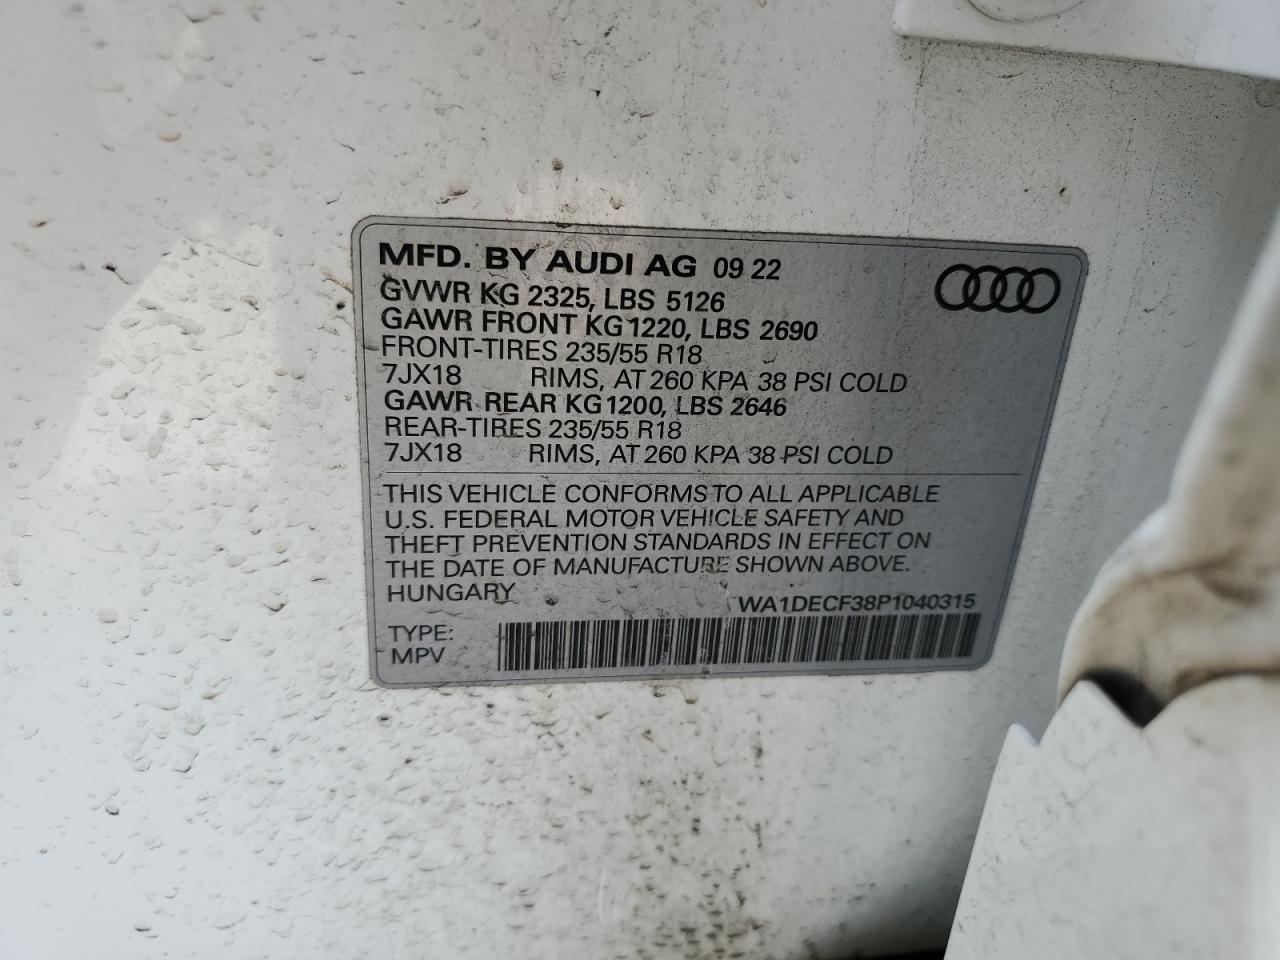 MFD. BY AUDI AG 09 22
GVWR KG 2325, LBS 5126
GAWR FRONT KG 1220, LBS 2690
FRONT-TIRES 235/55 R18
7JX18 RIMS, AT 260 KPA 38 PSI COLD
GAWR REAR KG 1200, LBS 2646
REAR-TIRES 235/55 R18
7JX18 RIMS, AT 260 KPA 38 PSI COLD
THIS VEHICLE CONFORMS TO ALL APPLICABLE
U.S. FEDERAL MOTOR VEHICLE SAFETY AND
THEFT PREVENTION STANDARDS IN EFFECT ON
THE DATE OF MANUFACTURE SHOWN ABOVE.
HUNGARY
WA1DECF38P1040315
TYPE:
MPV